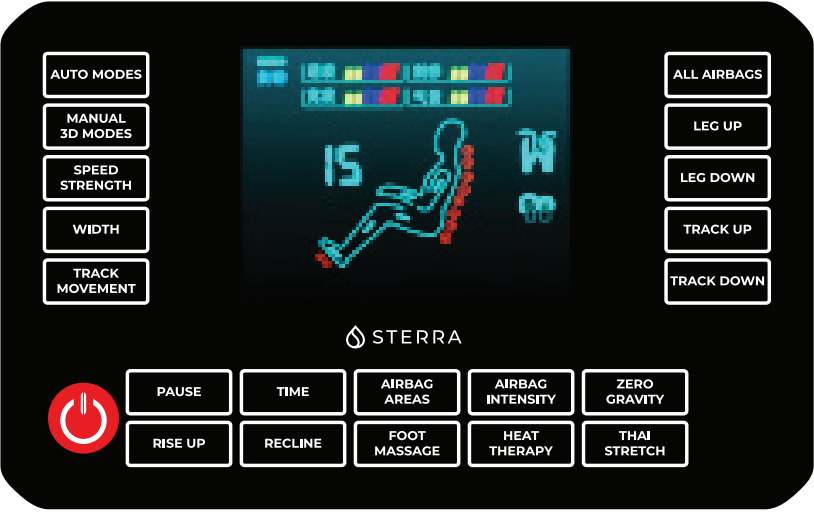 AUTO MODES
MANUAL
3D MODES
SPEED
STRENGTH
WIDTH
TRACK
MOVEMENT
15
ALL AIRBAGS
LEG UP
LEG DOWN
TRACK UP
TRACK DOWN
STERRA
PAUSE
TIME
AIRBAG
AREAS
AIRBAG
INTENSITY
ZERO
GRAVITY
RISE UP
RECLINE
FOOT
MASSAGE
HEAT
THERAPY
THAI
STRETCH